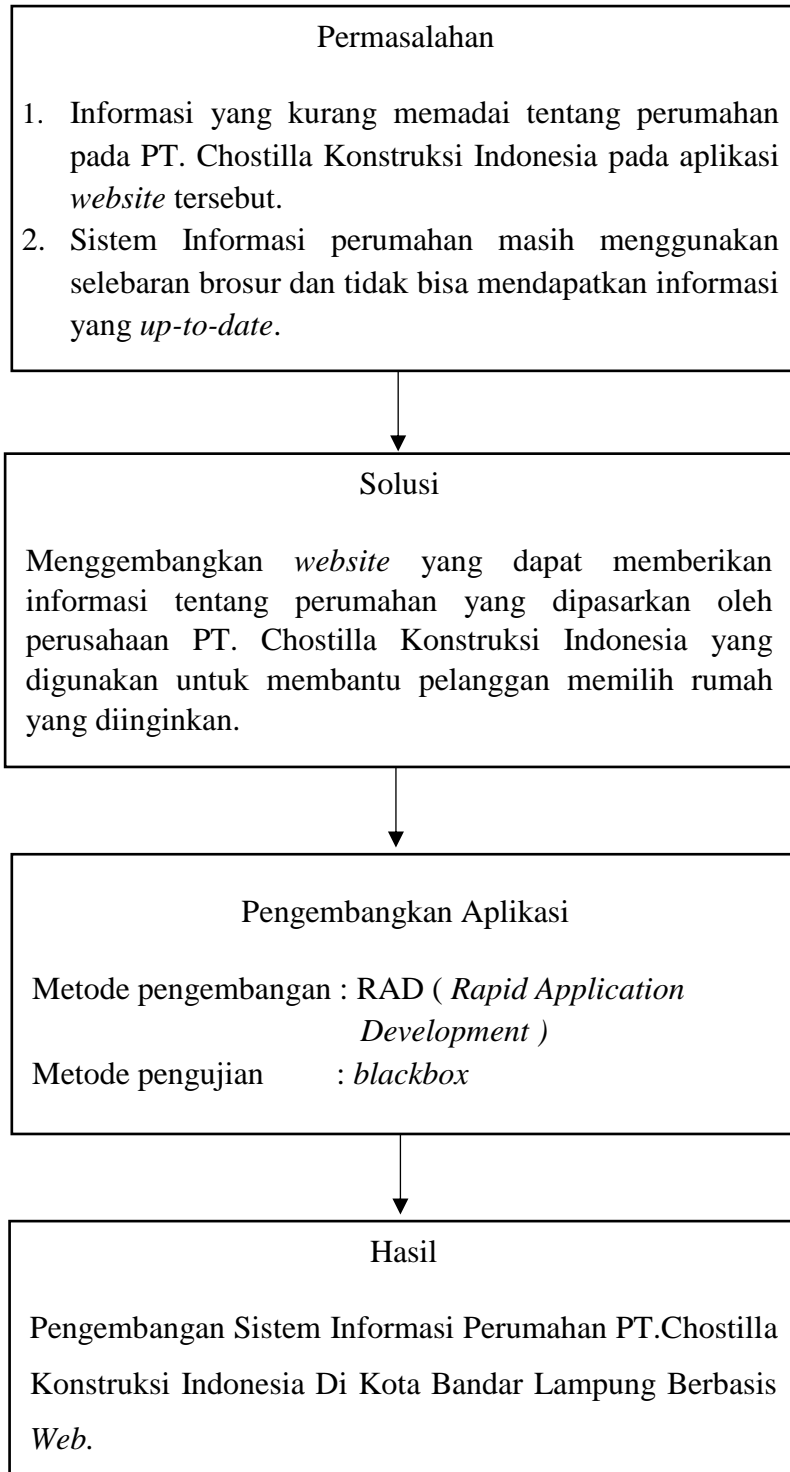 Permasalahan
1. Informasi yang kurang memadai tentang perumahan
pada PT. Chostilla Konstruksi Indonesia pada aplikasi
website tersebut.
2. Sistem Informasi perumahan masih menggunakan
selebaran brosur dan tidak bisa mendapatkan informasi
yang up-to-date.
Solusi
Menggembangkan website yang dapat memberikan
informasi tentang perumahan yang dipasarkan oleh
perusahaan PT. Chostilla Konstruksi Indonesia yang
digunakan untuk membantu pelanggan memilih rumah
yang diinginkan.
Pengembangkan Aplikasi
Metode pengembangan : RAD ( Rapid Application
Development )
Metode pengujian : blackbox
Hasil
Pengembangan Sistem Informasi Perumahan PT.Chostilla
Konstruksi Indonesia Di Kota Bandar Lampung Berbasis
Web.